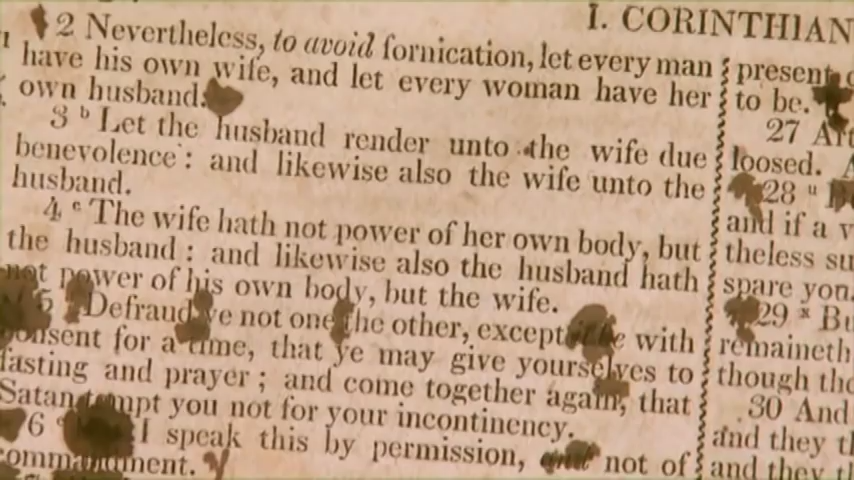 I. CORINTHIAN
2 Nevertheless, to avoid fornication, let every man
have his own wife, and let every woman have her
own husband.
3 b Let the husband render unto the wife due
benevolence: and likewise also the wife unto the
husband.
4 c The wife hath not power of her own body, but
the husband: and likewise also the husband hath
not power of his own body, but the wife.
5 Defraud ye not one the other, except with
consent for a time, that ye may give yourselves to
fasting and prayer; and come together again, that
Satan tempt you not for your incontinency.
6 I speak this by permission, and not of
commandment.
present
to be.
27 Art
loosed.
28 u
and if a v
theless su
spare you.
29 x Bu
remaineth
though the
30 And
and they th
and they th